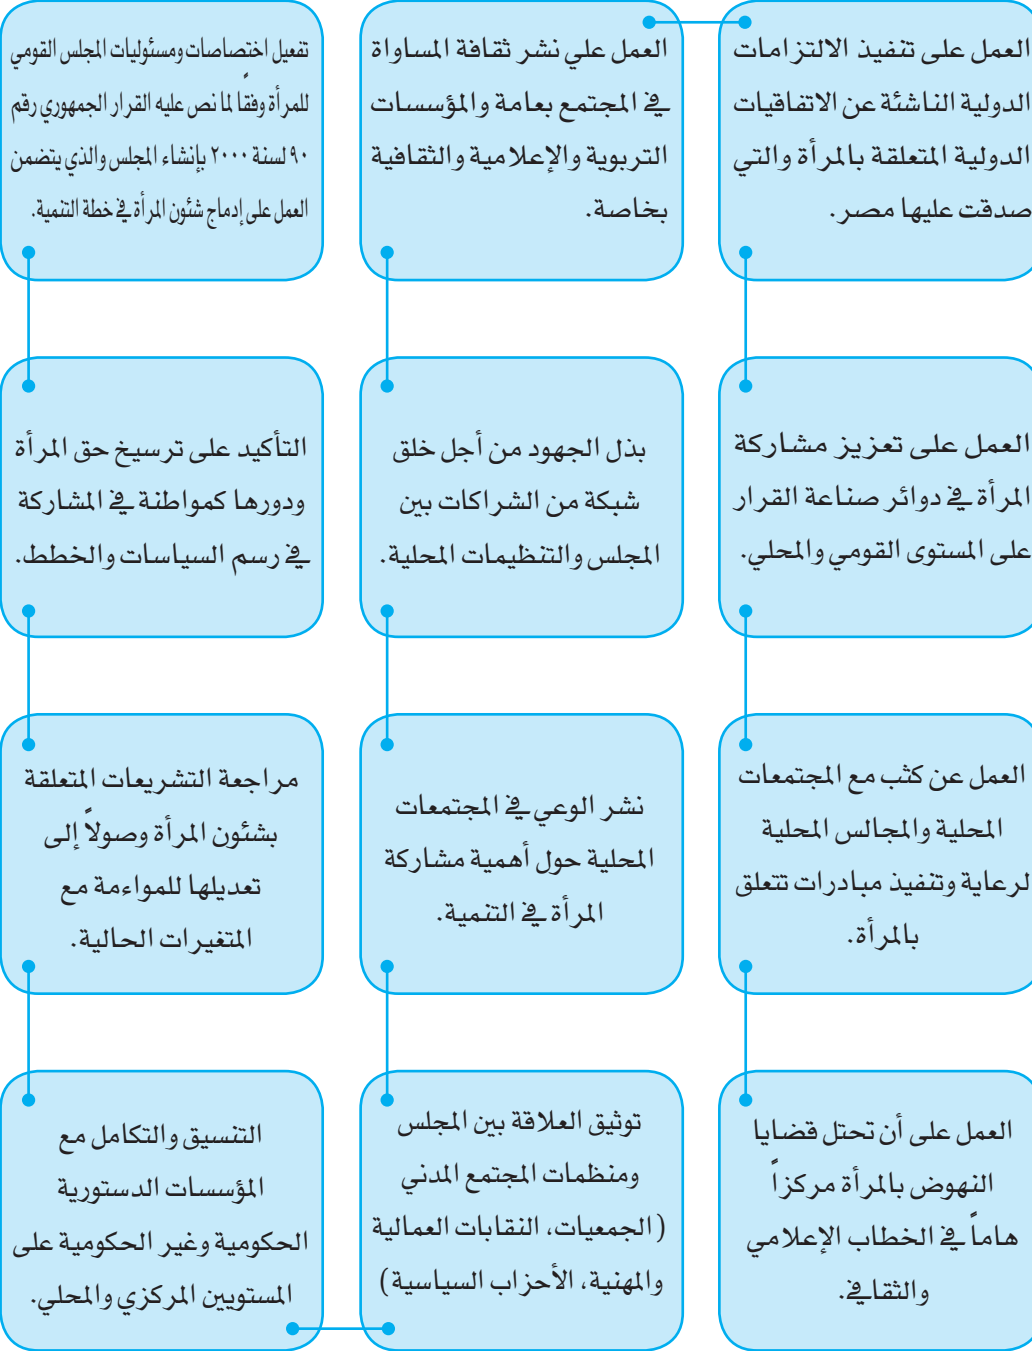 العمل على تنفيذ الالتزامات
الدولية الناشئة عن الاتفاقيات
الدولية المتعلقة بالمرأة والتي
صدقت عليها مصر.
العمل علي نشر ثقافة المساواة
في المجتمع بعامة والمؤسسات
التربوية والإعلامية والثقافية
بخاصة.
تفعيل اختصاصات ومسئوليات المجلس القومي
للمرأة وفقاً لما نص عليه القرار الجمهوري رقم
٩٠ لسنة ٢٠٠٠ بإنشاء المجلس والذي يتضمن
العمل على إدماج شئون المرأة في خطة التنمية.
العمل على تعزيز مشاركة
المرأة في دوائر صناعة القرار
على المستوى القومي والمحلي.
بذل الجهود من أجل خلق
شبكة من الشراكات بين
المجلس والتنظيمات المحلية.
التأكيد على ترسيخ حق المرأة
ودورها كمواطنة في المشاركة
في رسم السياسات والخطط.
العمل عن كثب مع المجتمعات
المحلية والمجالس المحلية
لرعاية وتنفيذ مبادرات تتعلق
بالمرأة.
نشر الوعي في المجتمعات
المحلية حول أهمية مشاركة
المرأة في التنمية.
مراجعة التشريعات المتعلقة
بشئون المرأة وصولاً إلى
تعديلها للمواءمة مع
المتغيرات الحالية.
العمل على أن تحتل قضايا
النهوض بالمرأة مركزاً
هاماً في الخطاب الإعلامي
والثقافي.
توثيق العلاقة بين المجلس
ومنظمات المجتمع المدني
(الجمعيات، النقابات العمالية
والمهنية، الأحزاب السياسية)
التنسيق والتكامل مع
المؤسسات الدستورية
الحكومية وغير الحكومية على
المستويين المركزي والمحلي.